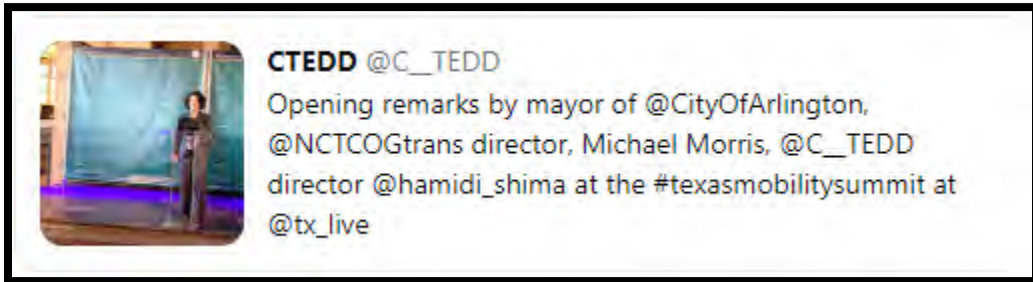 CTEDD @C__TEDD
Opening remarks by mayor of @CityOfArlington,
@NCTCOGtrans director, Michael Morris, @C__TEDD
director @hamidi_shima at the #texasmobilitysummit at
@tx_live